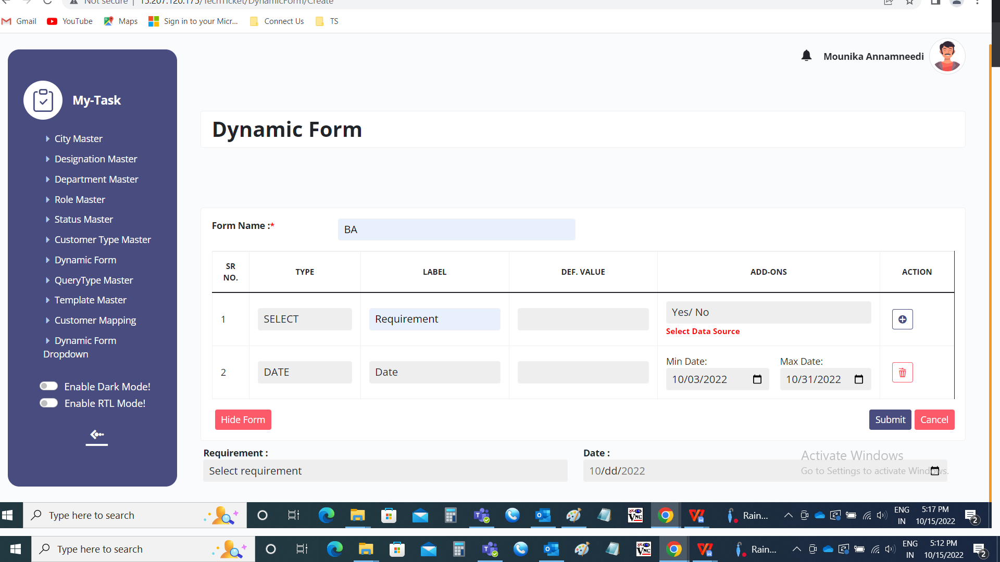 Not secure | 13.207.120.173/TechTicket/DynamicForm/Create
Gmail YouTube Maps Sign in to your Micr... Connect Us TS
Mounika Annamneedi
My-Task
City Master
Designation Master
Department Master
Role Master
Status Master
Customer Type Master
Dynamic Form
QueryType Master
Template Master
Customer Mapping
Dynamic Form
Dropdown
Enable Dark Mode!
Enable RTL Mode!
Dynamic Form
Form Name :* BA
SR NO. TYPE LABEL DEF. VALUE ADD-ONS ACTION
1 SELECT Requirement Yes/ No
Select Data Source
Min Date: Max Date:
2 DATE Date 10/03/2022 10/31/2022
Hide Form Submit Cancel
Requirement : Date :
Select requirement 10/dd/2022
Activate Windows
Go to Settings to activate Windows.
Type here to search Rain... ENG 5:17 PM
IN 10/15/2022 2
Type here to search Rain... ENG 5:12 PM
IN 10/15/2022 2